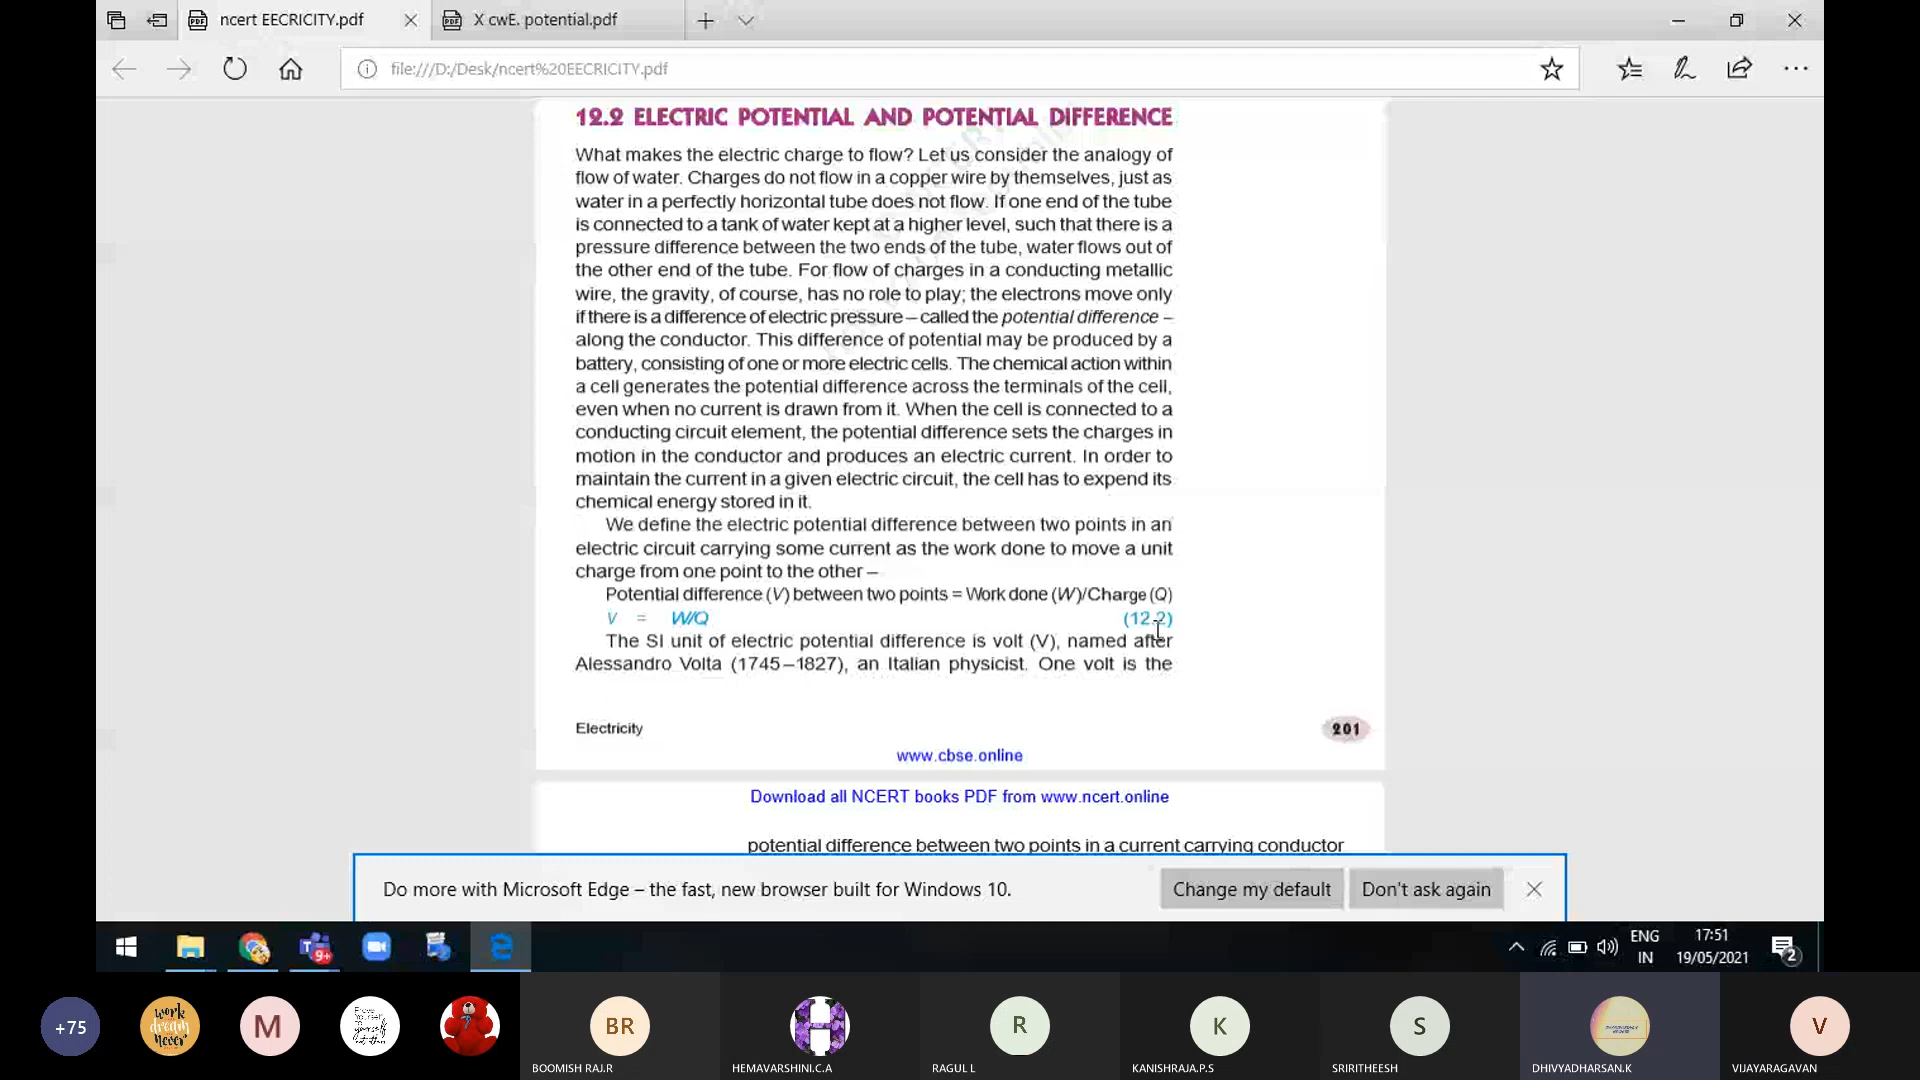 ncert EECRICITY.pdf
X cwE. potential.pdf
file:///D:/Desk/ncert%20EECRICITY.pdf
12.2 ELECTRIC POTENTIAL AND POTENTIAL DIFFERENCE
What makes the electric charge to flow? Let us consider the analogy of
flow of water. Charges do not flow in a copper wire by themselves, just as
water in a perfectly horizontal tube does not flow. If one end of the tube
is connected to a tank of water kept at a higher level, such that there is a
pressure difference between the two ends of the tube, water flows out of
the other end of the tube. For flow of charges in a conducting metallic
wire, the gravity, of course, has no role to play; the electrons move only
if there is a difference of electric pressure – called the potential difference –
along the conductor. This difference of potential may be produced by a
battery, consisting of one or more electric cells. The chemical action within
a cell generates the potential difference across the terminals of the cell,
even when no current is drawn from it. When the cell is connected to a
conducting circuit element, the potential difference sets the charges in
motion in the conductor and produces an electric current. In order to
maintain the current in a given electric circuit, the cell has to expend its
chemical energy stored in it.
We define the electric potential difference between two points in an
electric circuit carrying some current as the work done to move a unit
charge from one point to the other –
Potential difference (V) between two points = Work done (W)/Charge (Q)
V = W/Q (12.2)
The SI unit of electric potential difference is volt (V), named after
Alessandro Volta (1745–1827), an Italian physicist. One volt is the
Electricity 201
www.cbse.online
Download all NCERT books PDF from www.ncert.online
potential difference between two points in a current carrying conductor
Do more with Microsoft Edge – the fast, new browser built for Windows 10.
Change my default
Don't ask again
9+
ENG
IN
17:51
19/05/2021
2
+75
work
dream
never
M
BR
R
K
S
V
BOOMISH RAJ.R
HEMAVARSHINI.C.A
RAGUL L
KANISHRAJA.P.S
SRIRITHEESH
DHIVYADHARSAN.K
VIJAYARAGAVAN